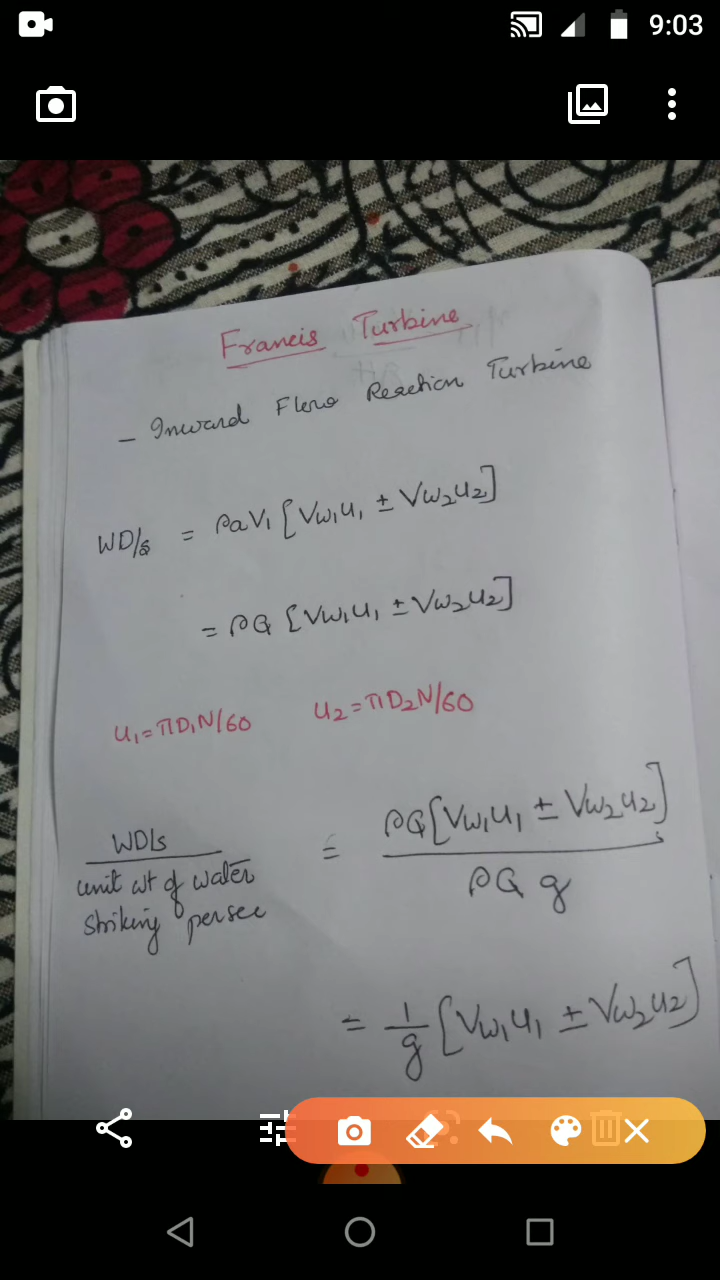 9:03
Francis Turbine
- Inward Flow Reaction Turbine
WD/s = ρaV₁ [Vw₁u₁ ± Vw₂u₂]
= ρQ [Vw₁u₁ ± Vw₂u₂]
u₁=πD₁N/60 u₂=πD₂N/60
WD/s = ρQ[Vw₁u₁ ± Vw₂u₂]
unit wt of water ρQ g
striking per sec
= 1/g [Vw₁u₁ ± Vw₂u₂]